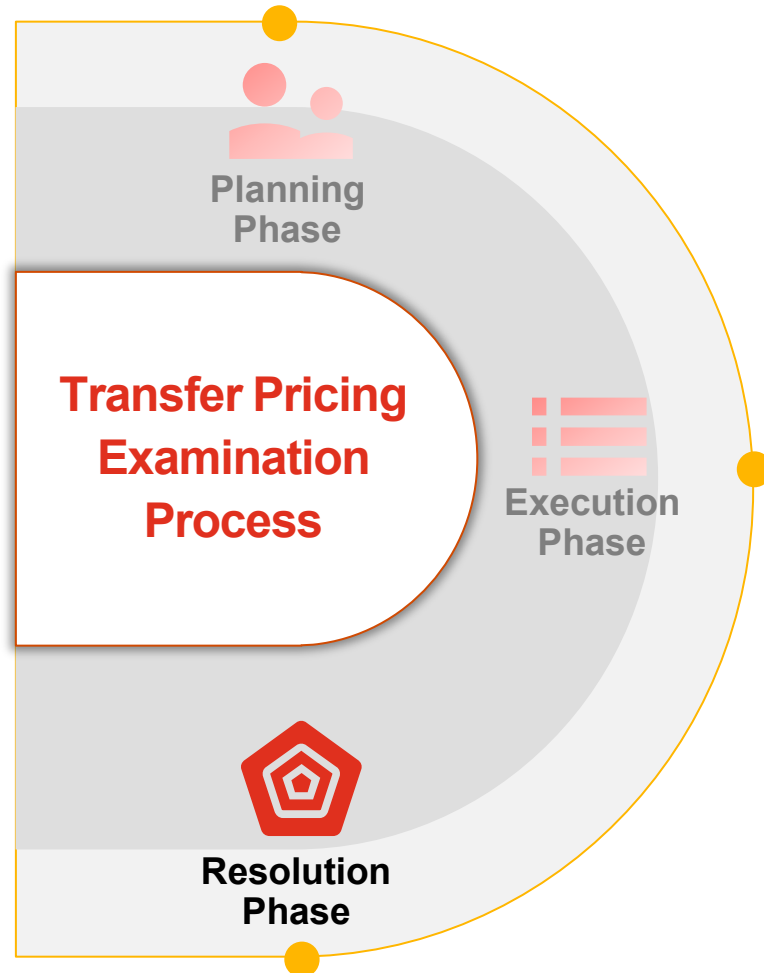 Planning
Phase
Transfer Pricing
Examination
Process
Execution
Phase
Resolution
Phase